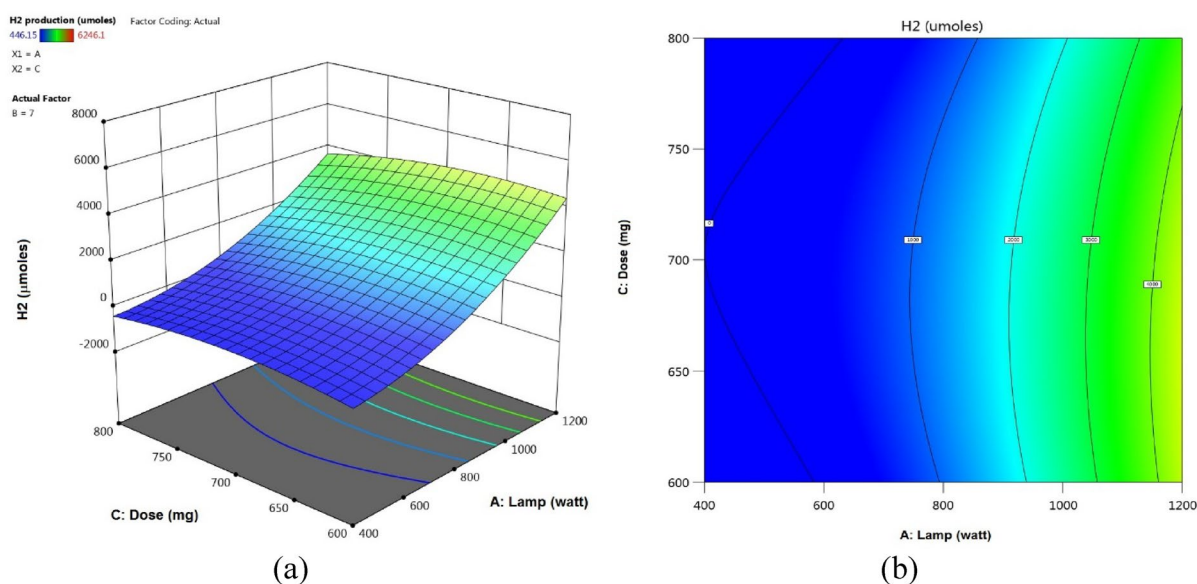 H2 production (umoles) Factor Coding: Actual
446.15 6246.1
X1 = A
X2 = C
Actual Factor
B = 7
8000
6000
4000
2000
0
-2000
H2 (μmoles)
800
750
700
650
600
C: Dose (mg)
400
600
800
1000
1200
A: Lamp (watt)
(a)
H2 (umoles)
800
750
700
650
600
C: Dose (mg)
0
1000
2000
3000
4000
400
600
800
1000
1200
A: Lamp (watt)
(b)